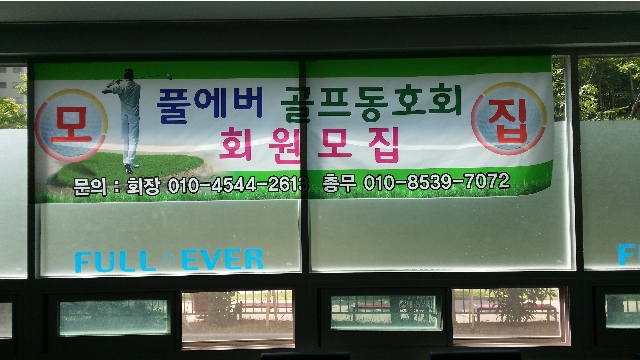 모 풀에버 골프동호회 집
회원모집
문의 : 회장 010-4544-2613 총무 010-8539-7072
FULL EVER
F